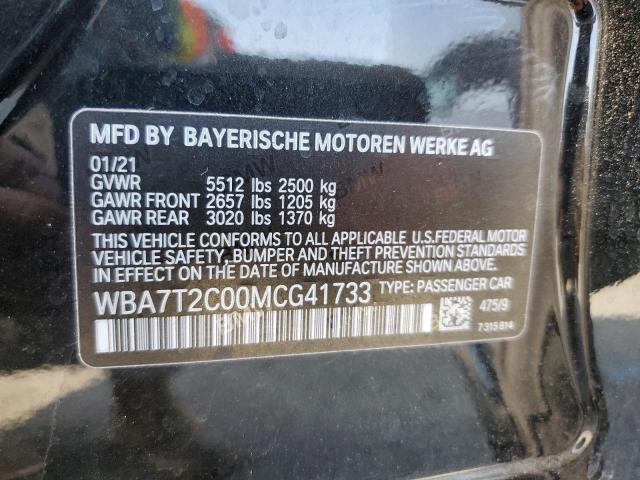 MFD BY BAYERISCHE MOTOREN WERKE AG
01/21
GVWR 5512 lbs 2500 kg
GAWR FRONT 2657 lbs 1205 kg
GAWR REAR 3020 lbs 1370 kg
THIS VEHICLE CONFORMS TO ALL APPLICABLE U.S.FEDERAL MOTOR
VEHICLE SAFETY, BUMPER AND THEFT PREVENTION STANDARDS
IN EFFECT ON THE DATE OF MANUFACTURE SHOWN ABOVE.
WBA7T2C00MCG41733 TYPE: PASSENGER CAR
475/9
7315814